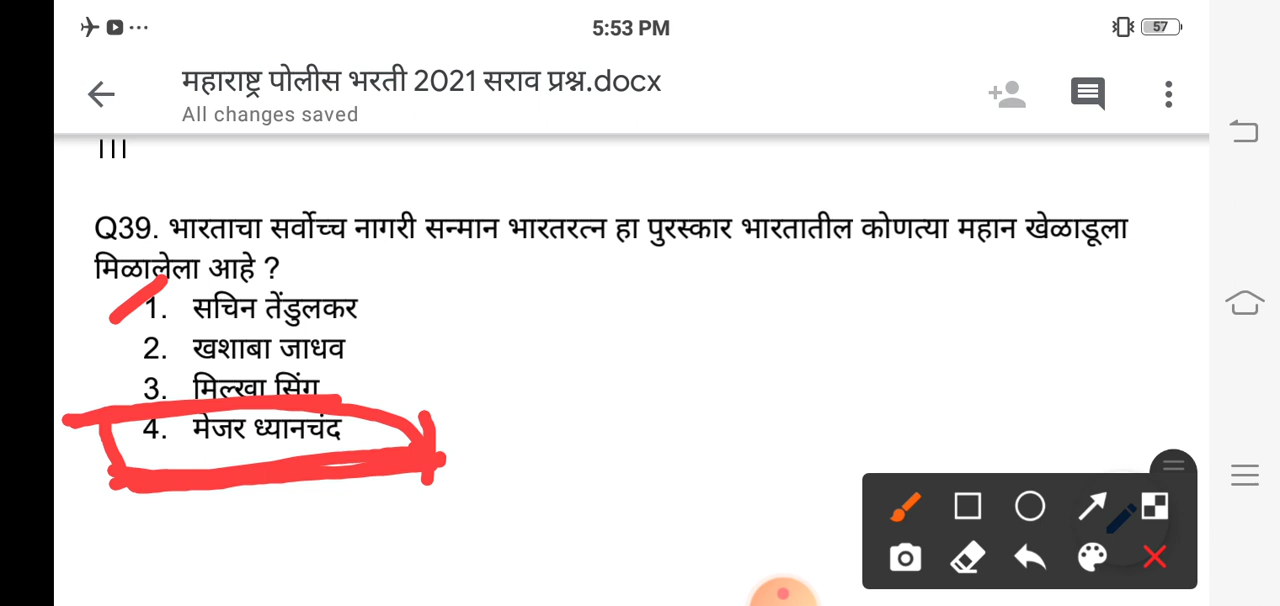 5:53 PM
57
महाराष्ट्र पोलीस भरती 2021 सराव प्रश्न.docx
All changes saved
III
Q39. भारताचा सर्वोच्च नागरी सन्मान भारतरत्न हा पुरस्कार भारतातील कोणत्या महान खेळाडूला
मिळालेला आहे ?
1. सचिन तेंडुलकर
2. खशाबा जाधव
3. मिल्खा सिंग
4. मेजर ध्यानचंद